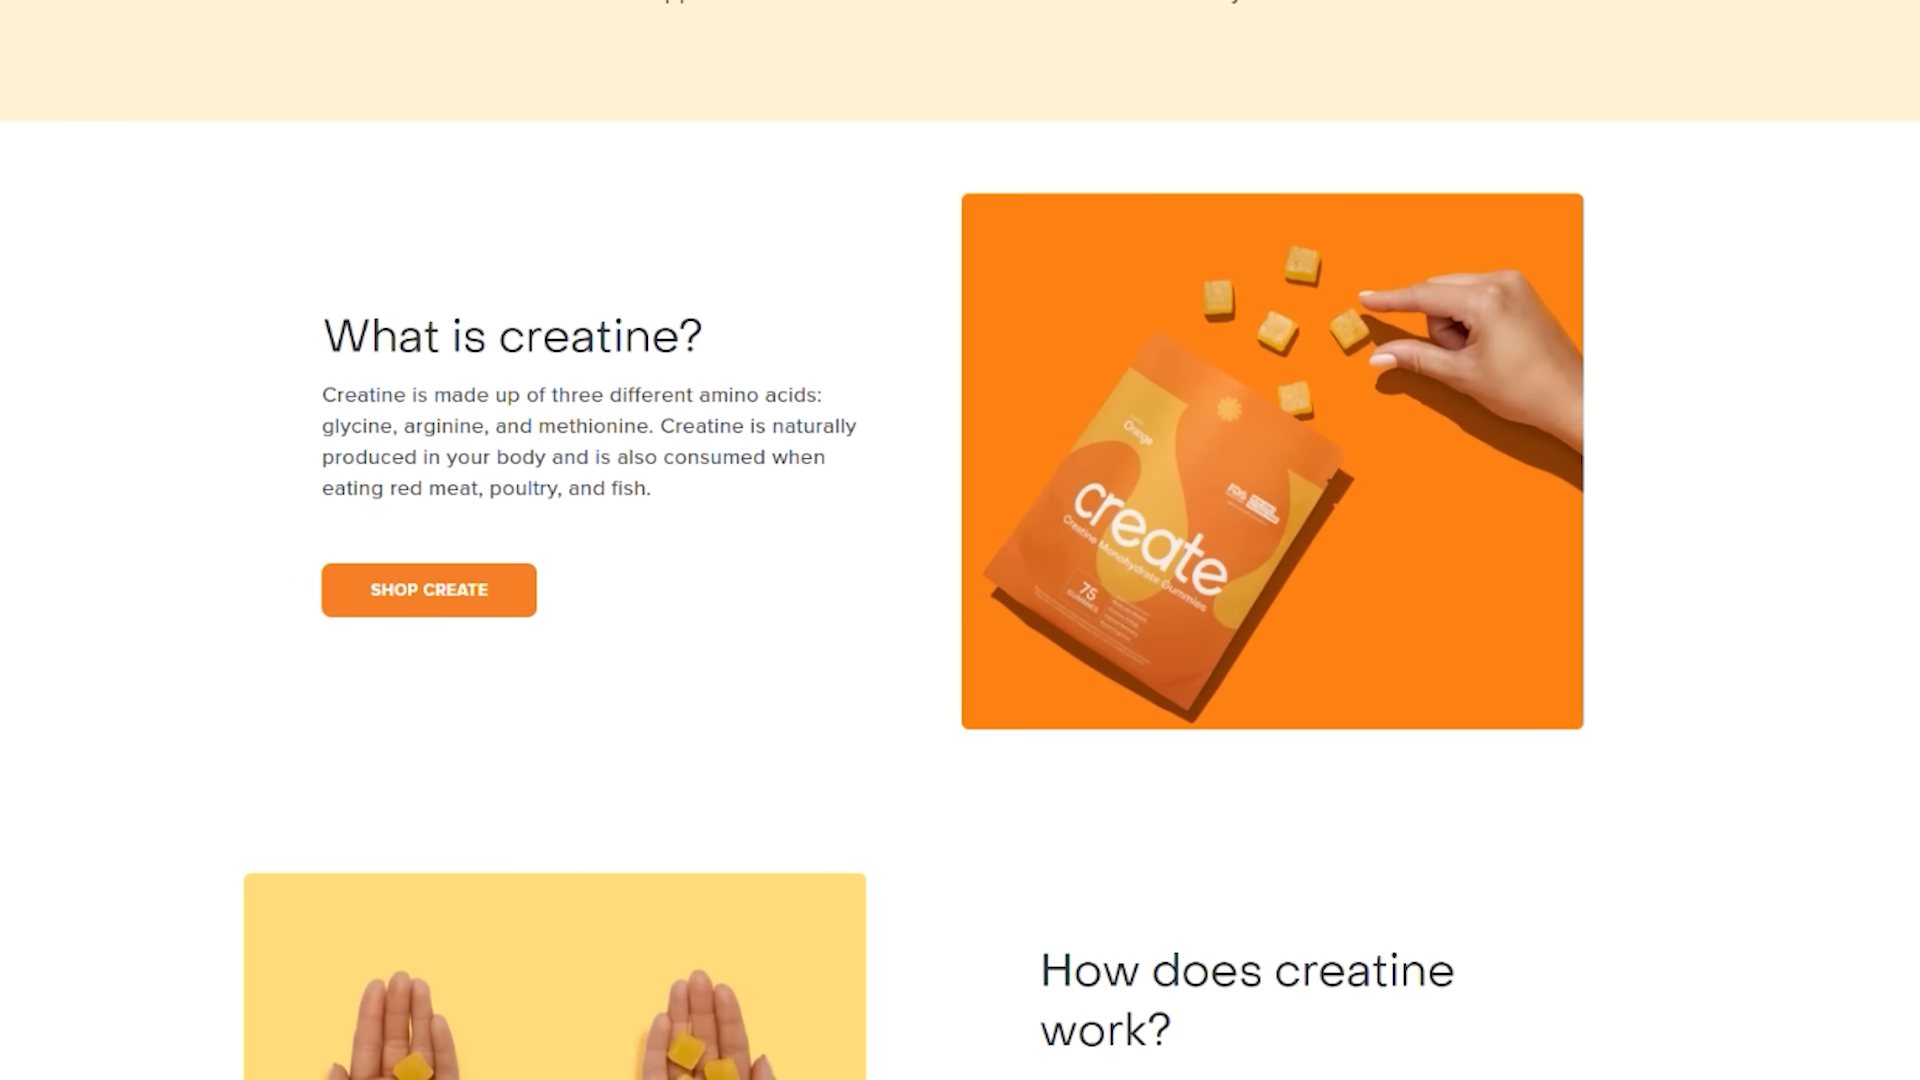 What is creatine?
Creatine is made up of three different amino acids:
glycine, arginine, and methionine. Creatine is naturally
produced in your body and is also consumed when
eating red meat, poultry, and fish.
SHOP CREATE
Orange
create
Creatine Monohydrate Gummies
75
GUMMIES
How does creatine
work?